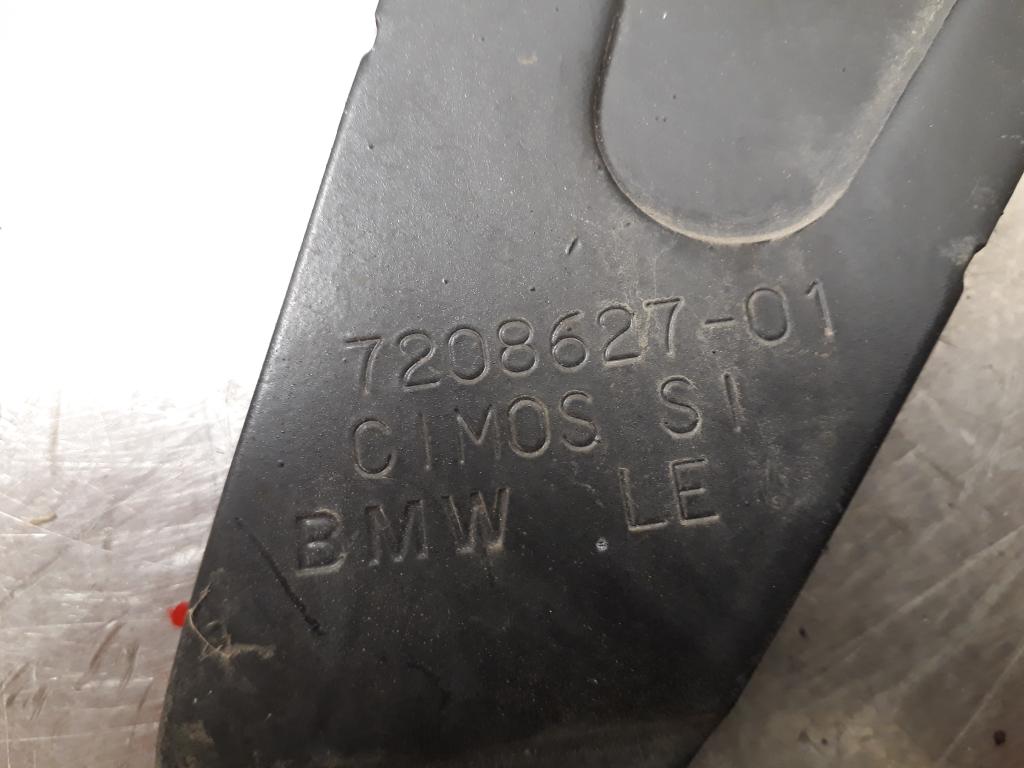 7208627-01
CIMOS SI
BMW LE